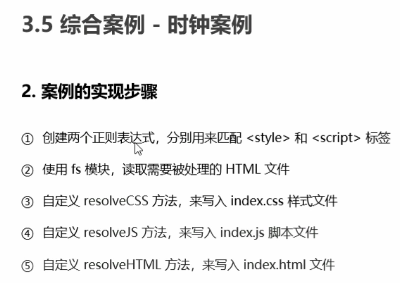 3.5 综合案例 - 时钟案例
2. 案例的实现步骤
① 创建两个正则表达式，分别用来匹配 <style> 和 <script> 标签
② 使用 fs 模块，读取需要被处理的 HTML 文件
③ 自定义 resolveCSS 方法，来写入 index.css 样式文件
④ 自定义 resolveJS 方法，来写入 index.js 脚本文件
⑤ 自定义 resolveHTML 方法，来写入 index.html 文件